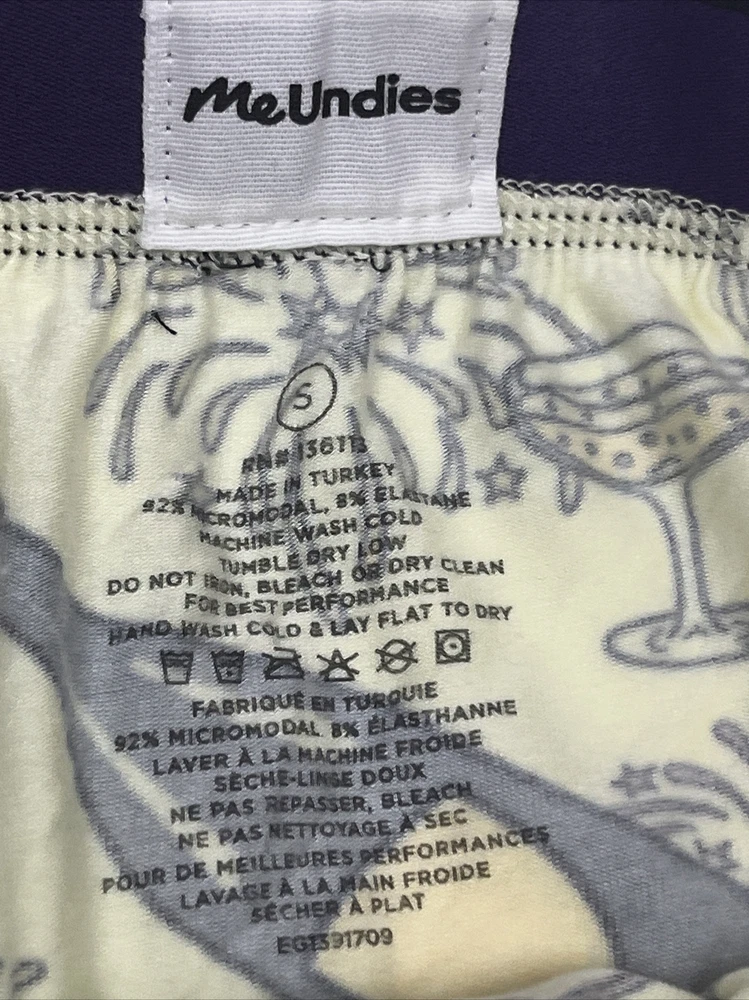 MeUndies
S
RN# 136113
MADE IN TURKEY
92% MICROMODAL, 8% ELASTANE
MACHINE WASH COLD
TUMBLE DRY LOW
DO NOT IRON, BLEACH OR DRY CLEAN
FOR BEST PERFORMANCE
HAND WASH COLD & LAY FLAT TO DRY
FABRIQUÉ EN TURQUIE
92% MICROMODAL 8% ÉLASTHANNE
LAVER À LA MACHINE FROIDE
SÈCHE-LINGE DOUX
NE PAS REPASSER, BLEACH
NE PAS NETTOYAGE À SEC
POUR DE MEILLEURES PERFORMANCES
LAVAGE À LA MAIN FROIDE
SÉCHER À PLAT